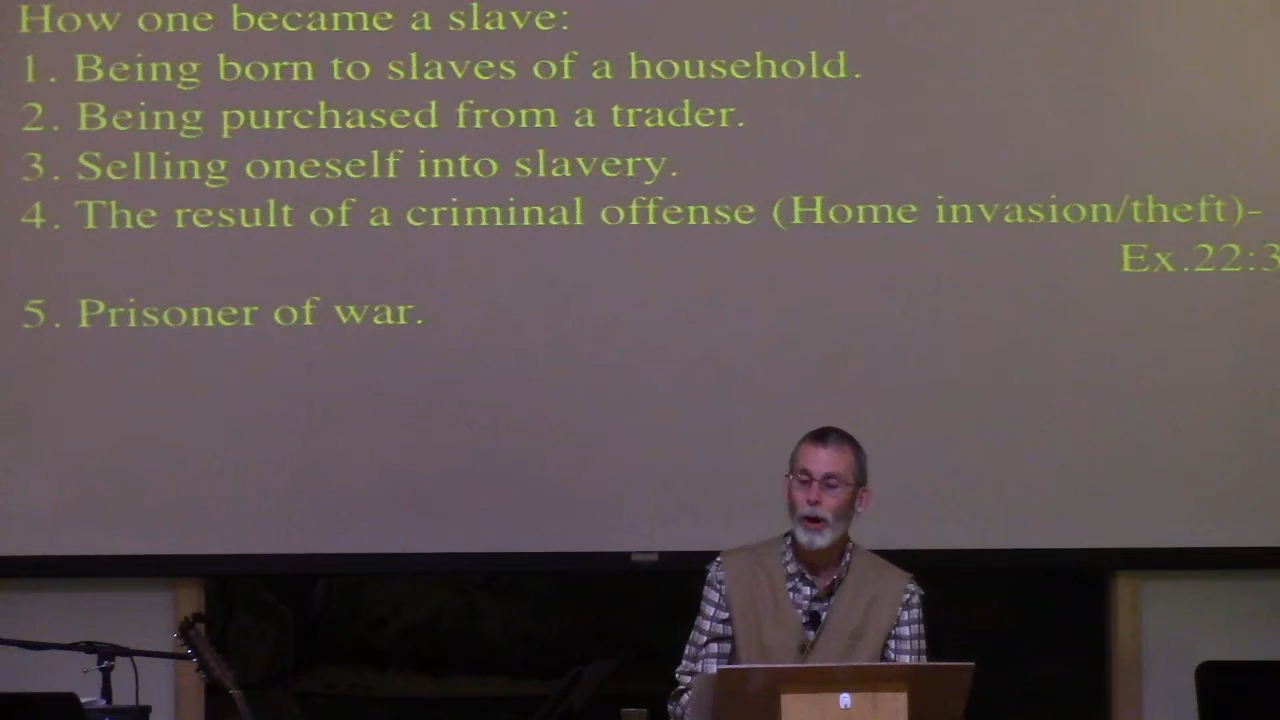 How one became a slave:
1. Being born to slaves of a household.
2. Being purchased from a trader.
3. Selling oneself into slavery.
4. The result of a criminal offense (Home invasion/theft)-
Ex.22:3
5. Prisoner of war.